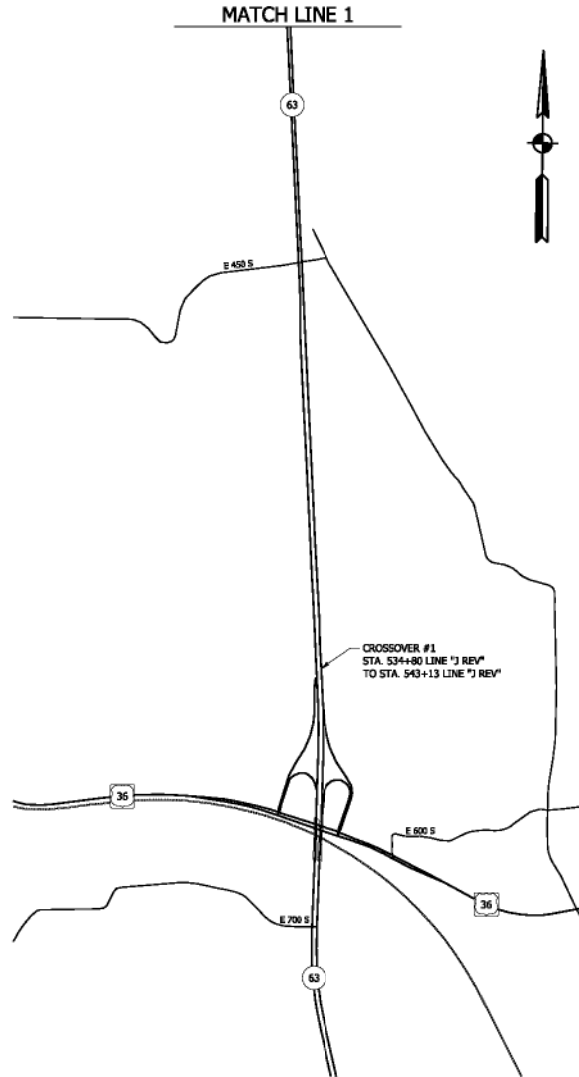 MATCH LINE 1
63
E 450 S
CROSSOVER #1
STA. 534+80 LINE "J REV"
TO STA. 543+13 LINE "J REV"
36
E 600 S
36
E 700 S
63